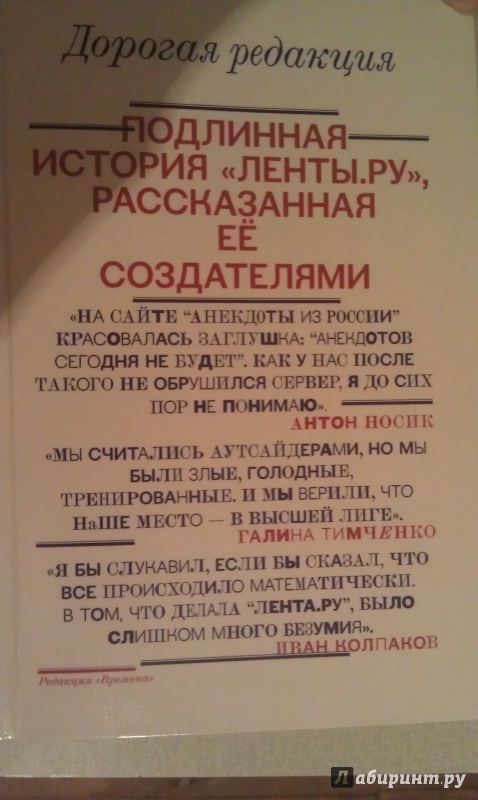 Дорогая редакция
ПОДЛИННАЯ
ИСТОРИЯ «ЛЕНТЫ.РУ»,
РАССКАЗАННАЯ
ЕЁ
СОЗДАТЕЛЯМИ
«НА САЙТЕ "АНЕКДОТЫ ИЗ РОССИИ"
КРАСОВАЛАСЬ ЗАГЛУШКА: "АНЕКДОТОВ
СЕГОДНЯ НЕ БУДЕТ". КАК У НАС ПОСЛЕ
ТАКОГО НЕ ОБРУШИЛСЯ СЕРВЕР, Я ДО СИХ
ПОР НЕ ПОНИМАЮ».
АНТОН НОСИК
«МЫ СЧИТАЛИСЬ АУТСАЙДЕРАМИ, НО МЫ
БЫЛИ ЗЛЫЕ, ГОЛОДНЫЕ,
ТРЕНИРОВАННЫЕ. И МЫ ВЕРИЛИ, ЧТО
НАШЕ МЕСТО — В ВЫСШЕЙ ЛИГЕ».
ГАЛИНА ТИМЧЕНКО
«Я БЫ СЛУКАВИЛ, ЕСЛИ БЫ СКАЗАЛ, ЧТО
ВСЕ ПРОИСХОДИЛО МАТЕМАТИЧЕСКИ.
В ТОМ, ЧТО ДЕЛАЛА "ЛЕНТА.РУ", БЫЛО
СЛИШКОМ МНОГО БЕЗУМИЯ».
ИВАН КОЛПАКОВ
Редакция «Времена»
Лабиринт.ру